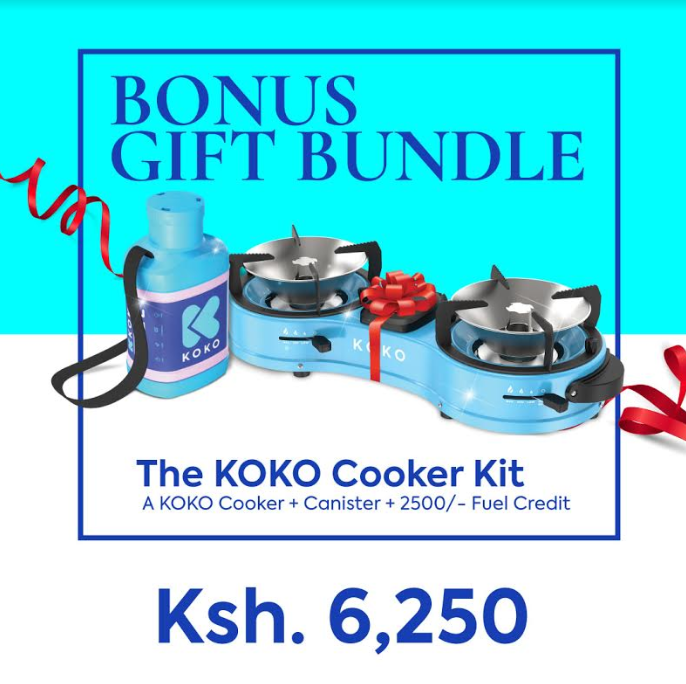 BONUS
GIFT BUNDLE
KOKO
KOKO
The KOKO Cooker Kit
A KOKO Cooker + Canister + 2500/- Fuel Credit
Ksh. 6,250